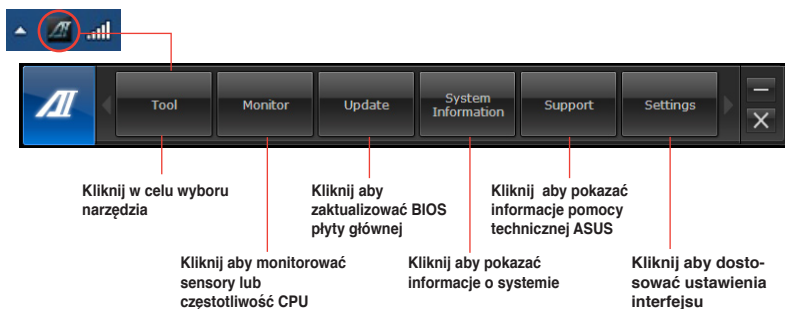 Tool
Monitor
Update
System
Information
Support
Settings
Kliknij w celu wyboru
narzędzia
Kliknij aby
zaktualizować BIOS
płyty głównej
Kliknij aby pokazać
informacje pomocy
technicznej ASUS
Kliknij aby monitorować
sensory lub
częstotliwość CPU
Kliknij aby pokazać
informacje o systemie
Kliknij aby dosto-
sować ustawienia
interfejsu